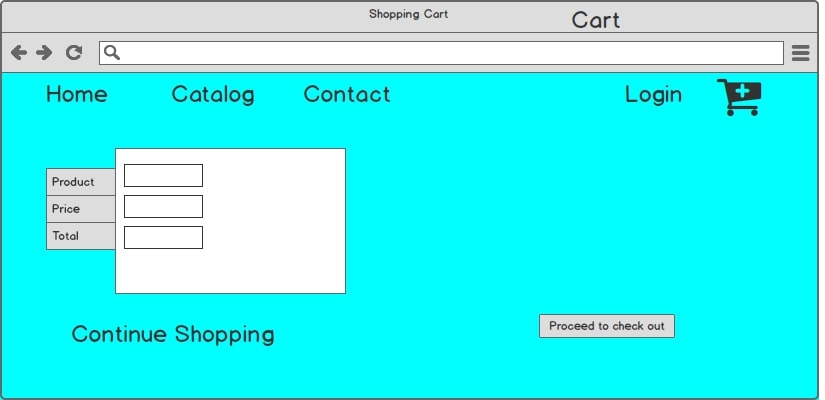 Shopping Cart
Cart
Home Catalog Contact Login
Product
Price
Total
Continue Shopping
Proceed to check out